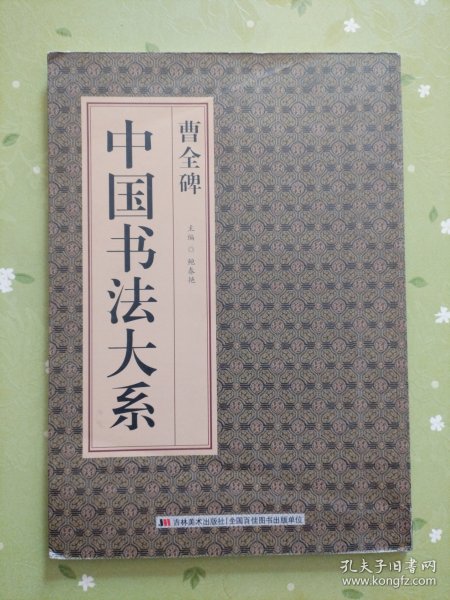 曹全碑
中国书法大系
主编◎鲍春艳
JM 吉林美术出版社|全国百佳图书出版单位
孔夫子旧书网
www.kongfz.com